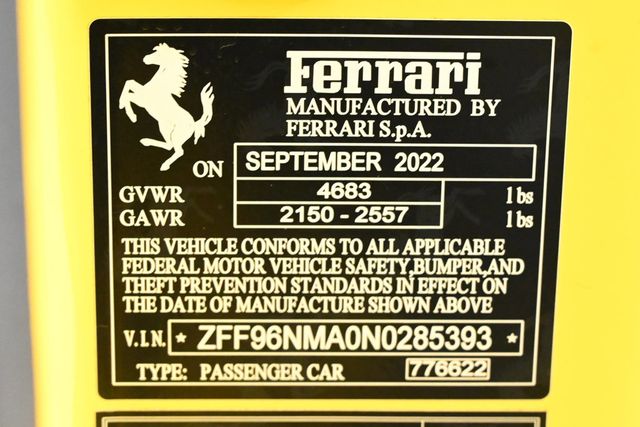 Ferrari
MANUFACTURED BY
FERRARI S.p.A.
ON SEPTEMBER 2022
GVWR 4683 lbs
GAWR 2150 - 2557 lbs
THIS VEHICLE CONFORMS TO ALL APPLICABLE
FEDERAL MOTOR VEHICLE SAFETY,BUMPER,AND
THEFT PREVENTION STANDARDS IN EFFECT ON
THE DATE OF MANUFACTURE SHOWN ABOVE
V.I.N. * ZFF96NMA0N0285393 *
TYPE: PASSENGER CAR 776622